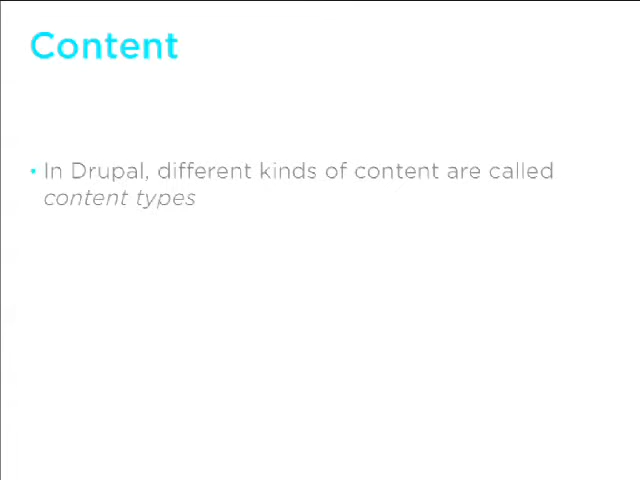 Content
• In Drupal, different kinds of content are called
content types